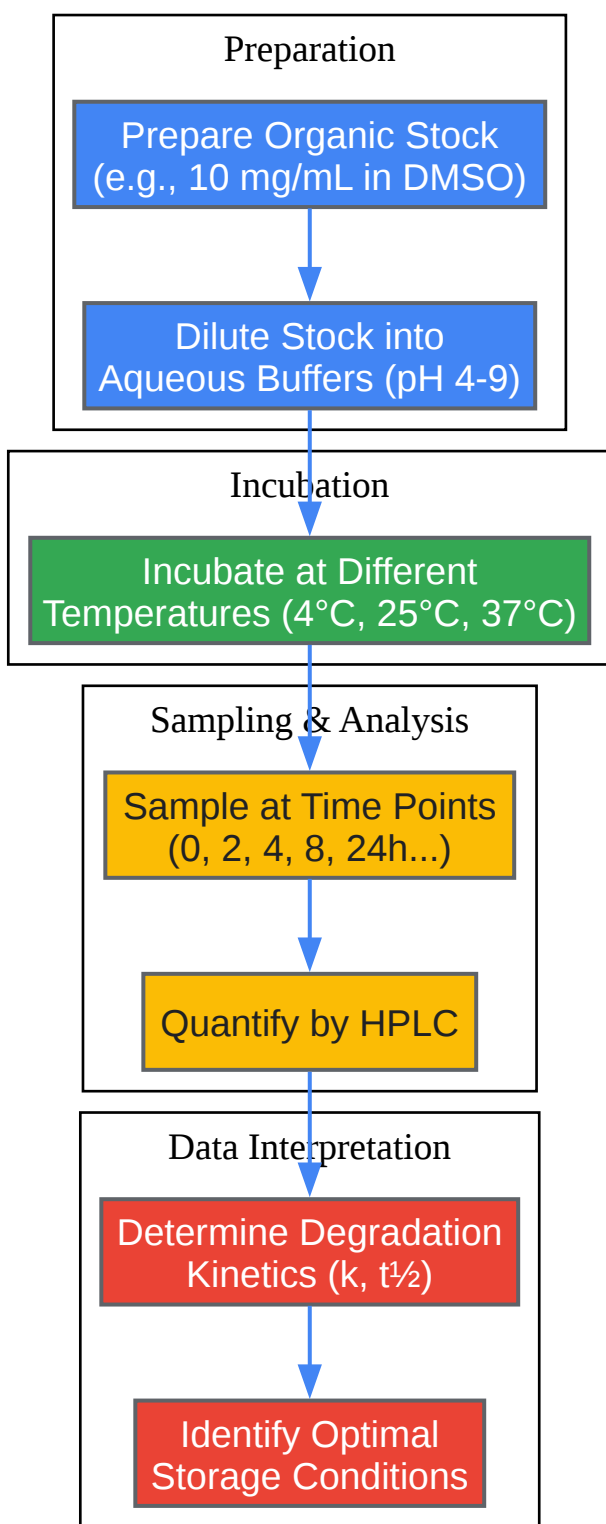 Preparation
Prepare Organic Stock
(e.g., 10 mg/mL in DMSO)
Dilute Stock into
Aqueous Buffers (pH 4-9)
Incubation
Incubate at Different
Temperatures (4°C, 25°C, 37°C)
Sampling & Analysis
Sample at Time Points
(0, 2, 4, 8, 24h...)
Quantify by HPLC
Data Interpretation
Determine Degradation
Kinetics (k, t½)
Identify Optimal
Storage Conditions